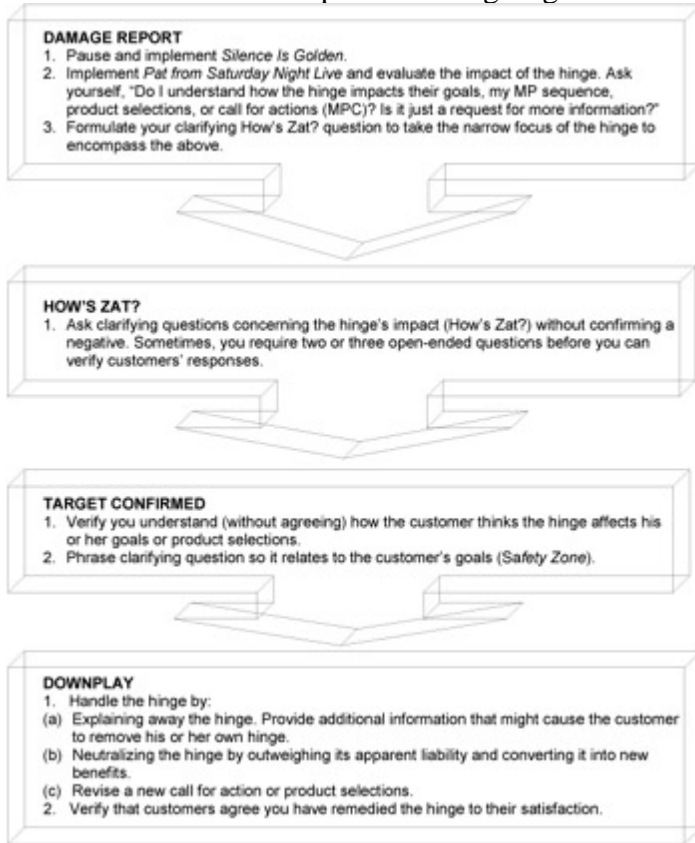 DAMAGE REPORT
1. Pause and implement Silence Is Golden.
2. Implement Pat from Saturday Night Live and evaluate the impact of the hinge. Ask
yourself, "Do I understand how the hinge impacts their goals, my MP sequence,
product selections, or call for actions (MPC)? Is it just a request for more information?"
3. Formulate your clarifying How's Zat? question to take the narrow focus of the hinge to
encompass the above.
HOW'S ZAT?
1. Ask clarifying questions concerning the hinge's impact (How's Zat?) without confirming a
negative. Sometimes, you require two or three open-ended questions before you can
verify customers' responses.
TARGET CONFIRMED
1. Verify you understand (without agreeing) how the customer thinks the hinge affects his
or her goals or product selections.
2. Phrase clarifying question so it relates to the customer's goals (Safety Zone).
DOWNPLAY
1. Handle the hinge by:
(a) Explaining away the hinge. Provide additional information that might cause the customer
to remove his or her own hinge.
(b) Neutralizing the hinge by outweighing its apparent liability and converting it into new
benefits.
(c) Revise a new call for action or product selections.
2. Verify that customers agree you have remedied the hinge to their satisfaction.